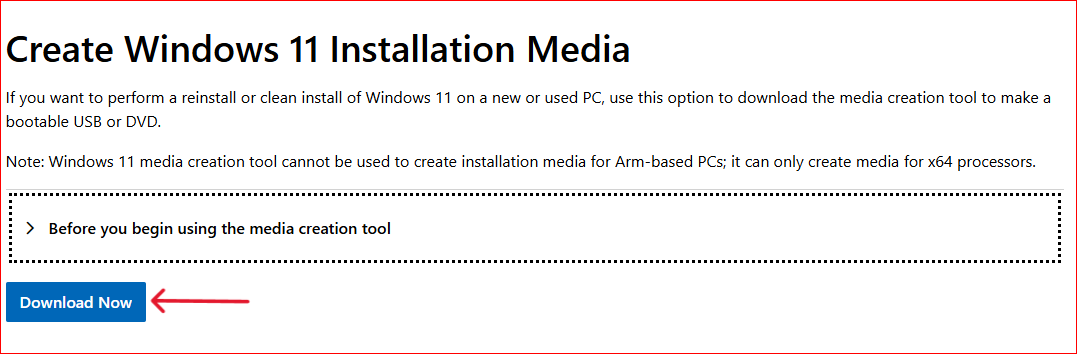 Create Windows 11 Installation Media
If you want to perform a reinstall or clean install of Windows 11 on a new or used PC, use this option to download the media creation tool to make a
bootable USB or DVD.
Note: Windows 11 media creation tool cannot be used to create installation media for Arm-based PCs; it can only create media for x64 processors.
Before you begin using the media creation tool
Download Now